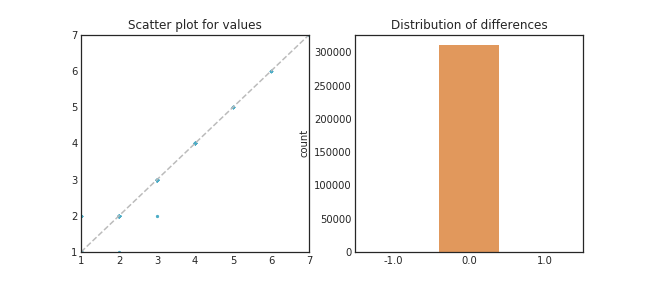 Scatter plot for values
7
6
5
4
3
2
1
1 2 3 4 5 6 7
Distribution of differences
count
300000
250000
200000
150000
100000
50000
0
-1.0 0.0 1.0